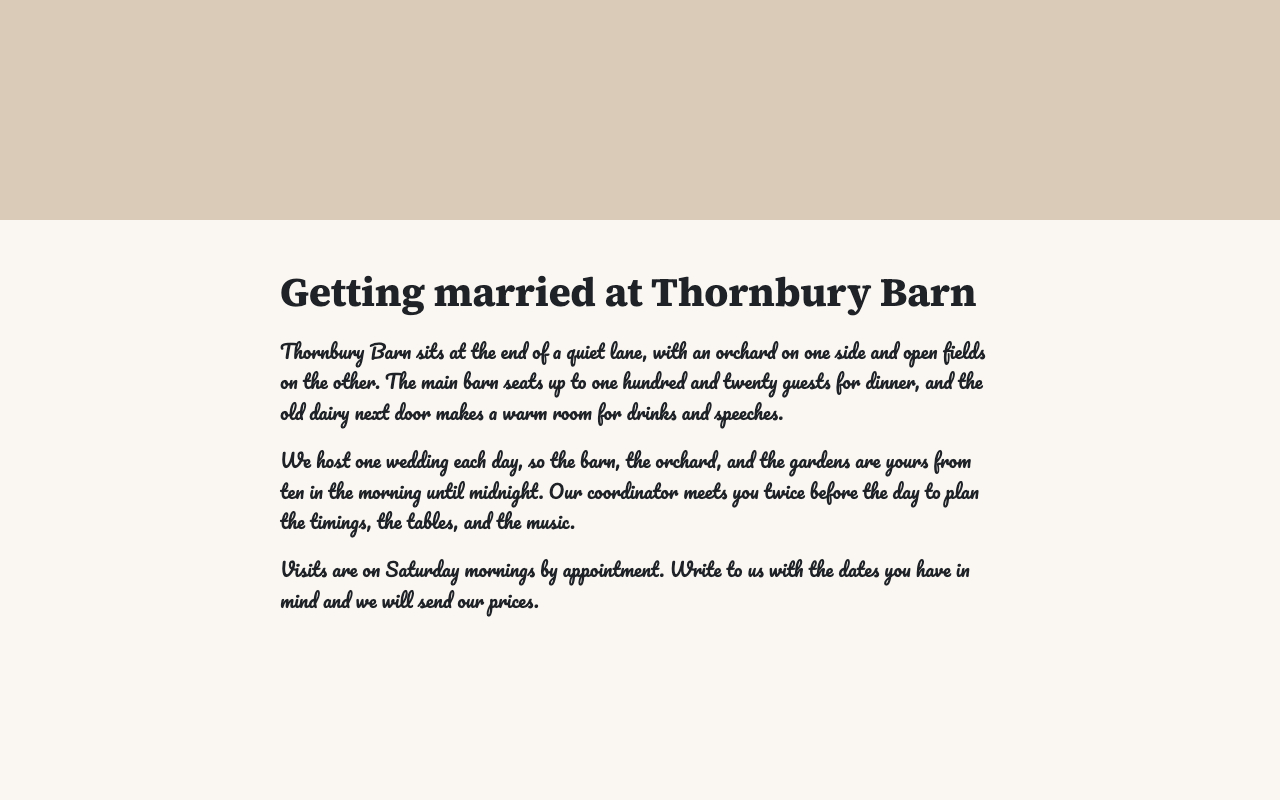 Getting married at Thornbury Barn
Thornbury Barn sits at the end of a quiet lane, with an orchard on one side and open fields
on the other. The main barn seats up to one hundred and twenty guests for dinner, and the
old dairy next door makes a warm room for drinks and speeches.
We host one wedding each day, so the barn, the orchard, and the gardens are yours from
ten in the morning until midnight. Our coordinator meets you twice before the day to plan
the timings, the tables, and the music.
Visits are on Saturday mornings by appointment. Write to us with the dates you have in
mind and we will send our prices.